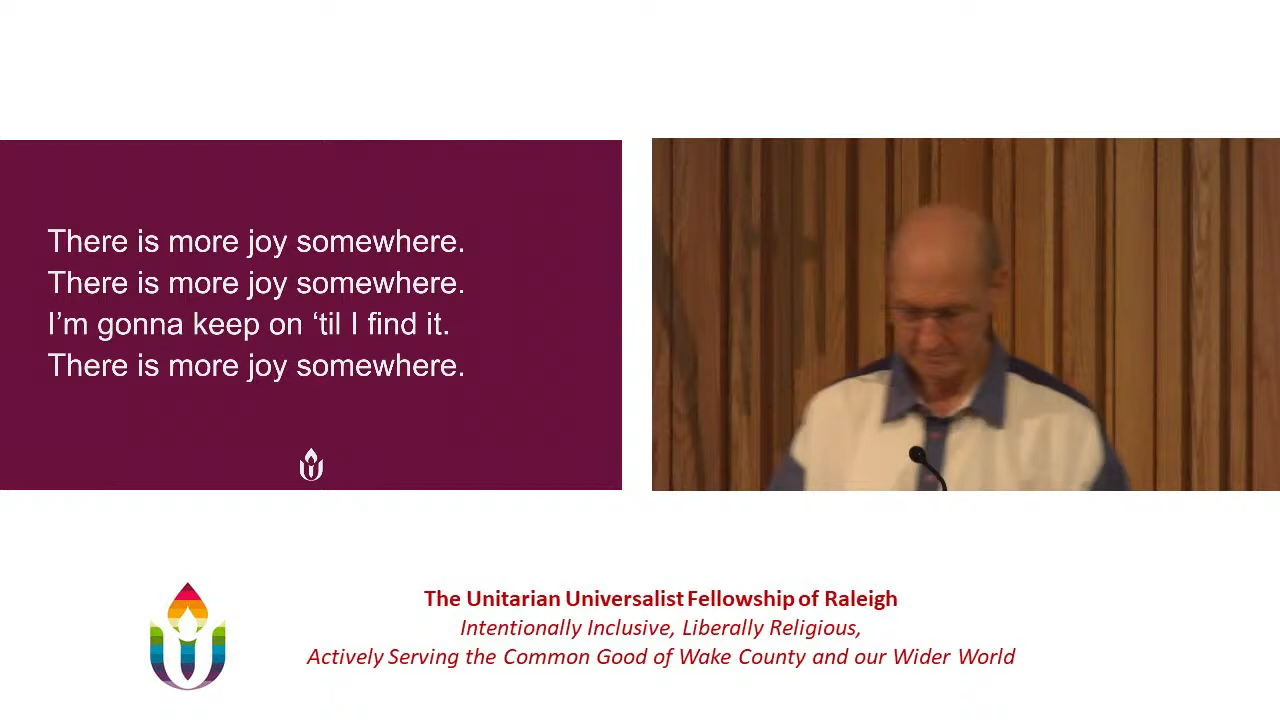 There is more joy somewhere.
There is more joy somewhere.
I’m gonna keep on ‘til I find it.
There is more joy somewhere.
The Unitarian Universalist Fellowship of Raleigh
Intentionally Inclusive, Liberally Religious,
Actively Serving the Common Good of Wake County and our Wider World